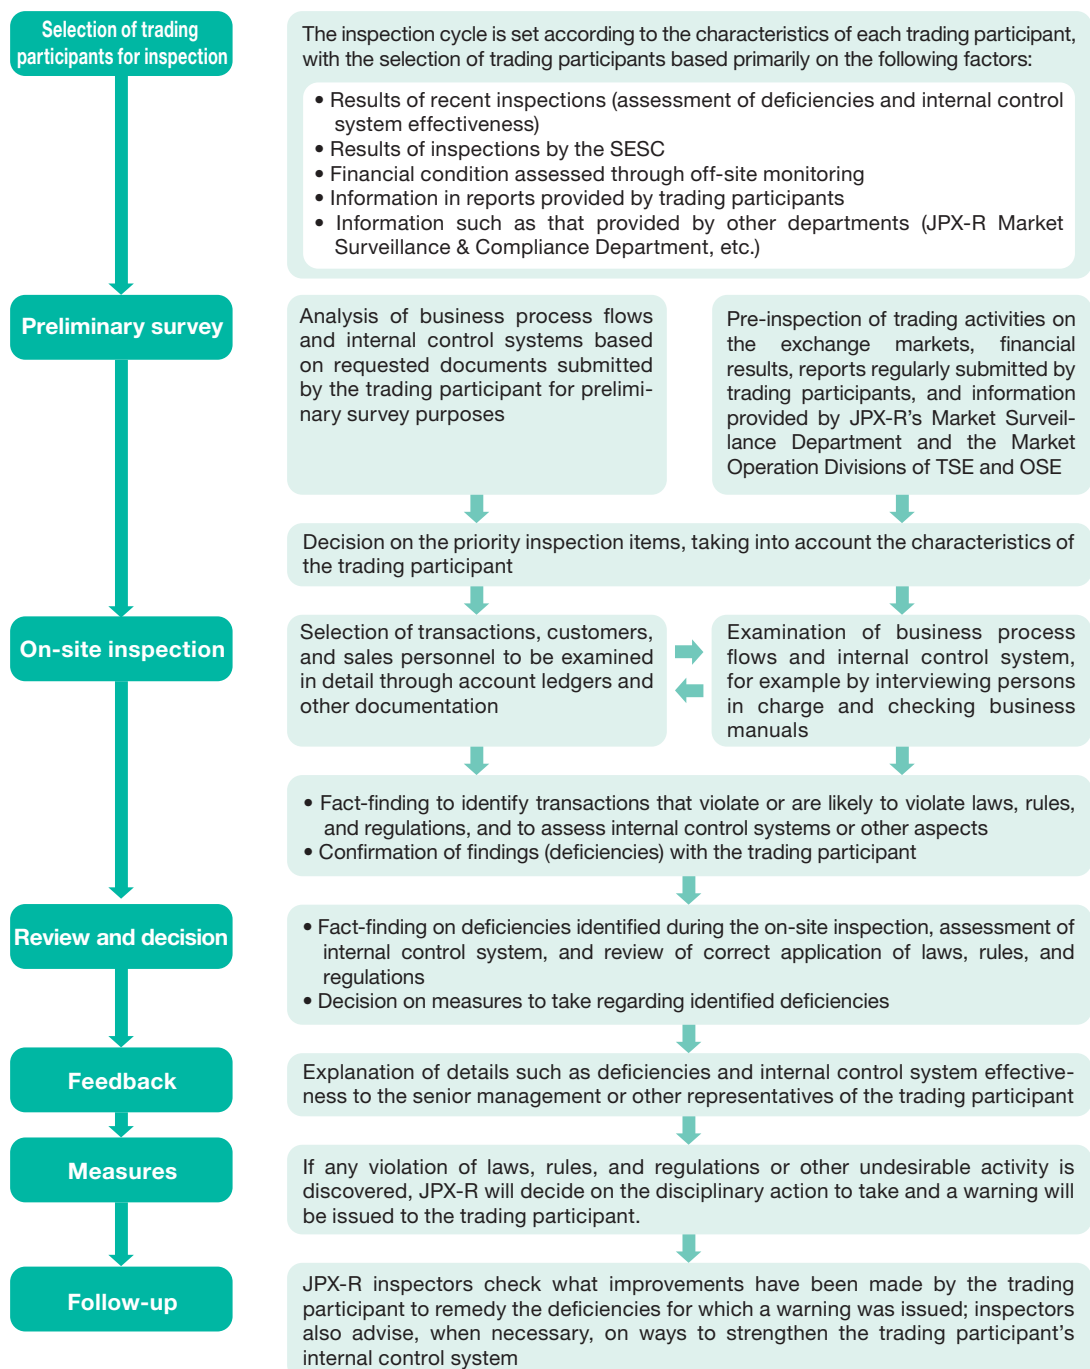 Selection of trading
participants for inspection
The inspection cycle is set according to the characteristics of each trading participant,
with the selection of trading participants based primarily on the following factors:
• Results of recent inspections (assessment of deficiencies and internal control
system effectiveness)
• Results of inspections by the SESC
• Financial condition assessed through off-site monitoring
• Information in reports provided by trading participants
• Information such as that provided by other departments (JPX-R Market
Surveillance & Compliance Department, etc.)
Preliminary survey
Analysis of business process flows
and internal control systems based
on requested documents submitted
by the trading participant for prelimi-
nary survey purposes
Pre-inspection of trading activities on
the exchange markets, financial
results, reports regularly submitted by
trading participants, and information
provided by JPX-R's Market Surveil-
lance Department and the Market
Operation Divisions of TSE and OSE
Decision on the priority inspection items, taking into account the characteristics of
the trading participant
On-site inspection
Selection of transactions, customers,
and sales personnel to be examined
in detail through account ledgers and
other documentation
Examination of business process
flows and internal control system,
for example by interviewing persons
in charge and checking business
manuals
• Fact-finding to identify transactions that violate or are likely to violate laws, rules,
and regulations, and to assess internal control systems or other aspects
• Confirmation of findings (deficiencies) with the trading participant
Review and decision
• Fact-finding on deficiencies identified during the on-site inspection, assessment of
internal control system, and review of correct application of laws, rules, and
regulations
• Decision on measures to take regarding identified deficiencies
Feedback
Explanation of details such as deficiencies and internal control system effective-
ness to the senior management or other representatives of the trading participant
Measures
If any violation of laws, rules, and regulations or other undesirable activity is
discovered, JPX-R will decide on the disciplinary action to take and a warning will
be issued to the trading participant.
Follow-up
JPX-R inspectors check what improvements have been made by the trading
participant to remedy the deficiencies for which a warning was issued; inspectors
also advise, when necessary, on ways to strengthen the trading participant's
internal control system